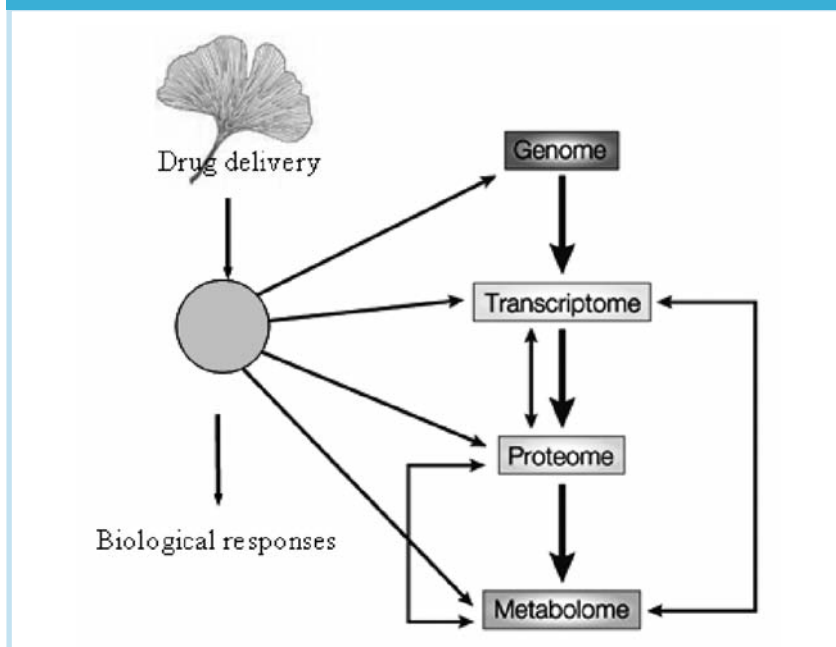 Drug delivery
Genome
Transcriptome
Proteome
Biological responses
Metabolome